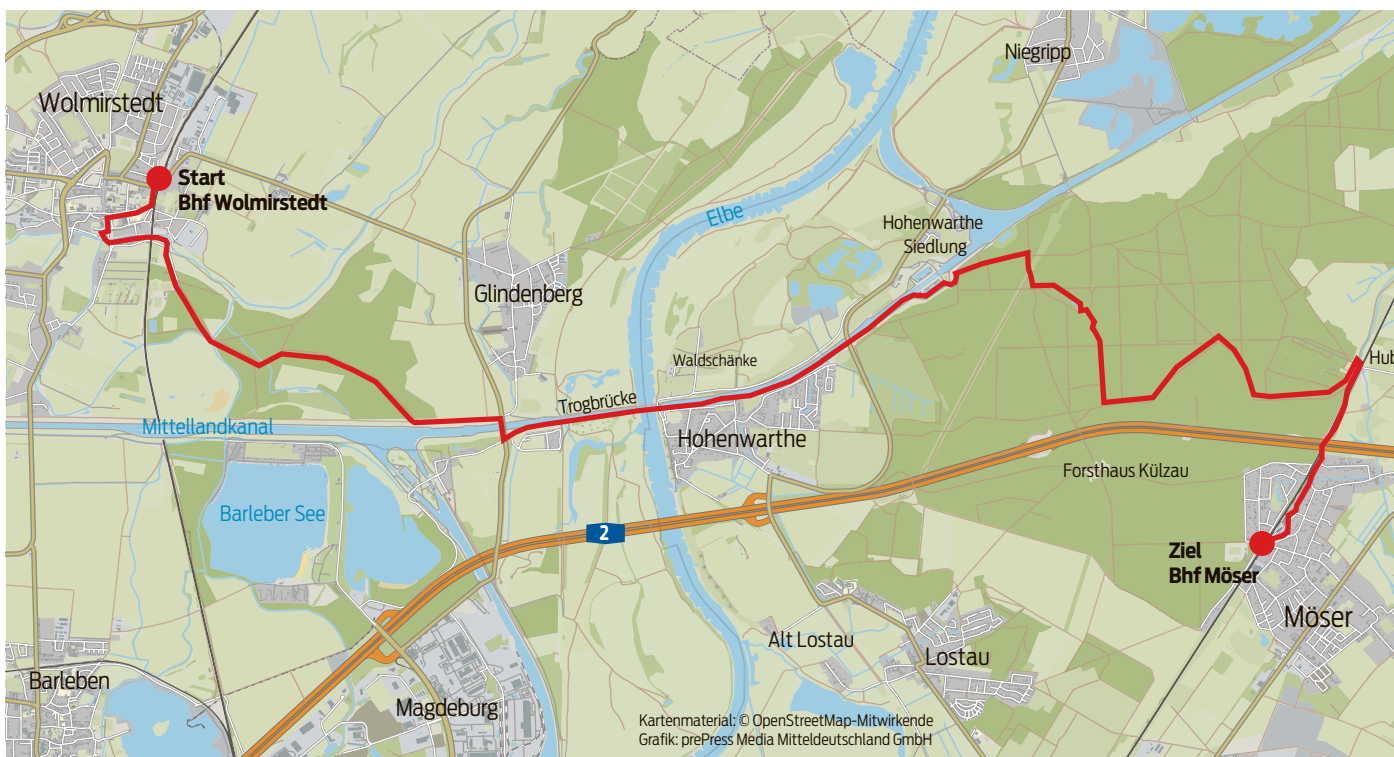 Niegripp
Wolmirstedt
Start
Bhf Wolmirstedt
Elbe
Hohenwarthe
Siedlung
Glindenberg
Waldschänke
Hub
Trogbrücke
Mittellandkanal
Hohenwarthe
Forsthaus Külzau
Barleber See
2
Ziel
Bhf Möser
Möser
Alt Lostau
Lostau
Barleben
Magdeburg
Kartenmaterial: © OpenStreetMap-Mitwirkende
Grafik: prePress Media Mitteldeutschland GmbH